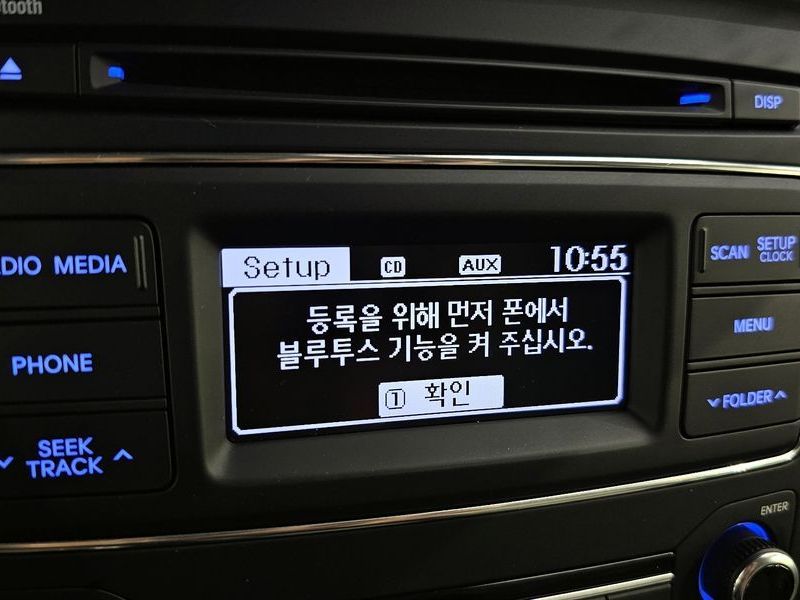 DISP
Setup CD AUX 10:55
등록을 위해 먼저 폰에서
블루투스 기능을 켜 주십시오.
① 확인
MEDIA
PHONE
SEEK
TRACK
SCAN
SETUP
CLOCK
MENU
FOLDER
ENTER